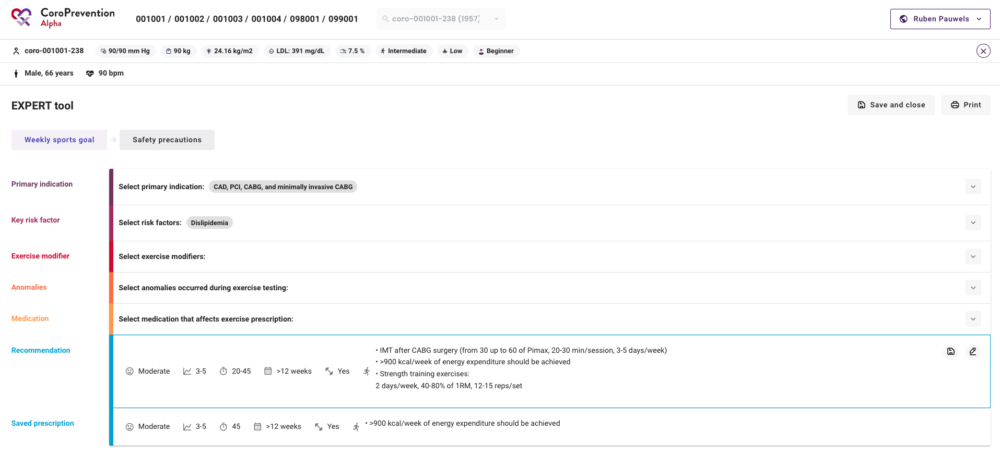 CoroPrevention
Alpha
001001 / 001002 / 001003 / 001004 / 098001 / 099001
coro-001001-238 (1957)
Ruben Pauwels
coro-001001-238
90/90 mm Hg
90 kg
24.16 kg/m2
LDL: 391 mg/dL
7.5 %
Intermediate
Low
Beginner
Male, 66 years
90 bpm
EXPERT tool
Save and close
Print
Weekly sports goal
Safety precautions
Primary indication
Select primary indication: CAD, PCI, CABG, and minimally invasive CABG
Key risk factor
Select risk factors: Dislipidemia
Exercise modifier
Select exercise modifiers:
Anomalies
Select anomalies occurred during exercise testing:
Medication
Select medication that affects exercise prescription:
Recommendation
Moderate
3-5
20-45
>12 weeks
Yes
• IMT after CABG surgery (from 30 up to 60 of Pimax, 20-30 min/session, 3-5 days/week)
• >900 kcal/week of energy expenditure should be achieved
• Strength training exercises:
2 days/week, 40-80% of 1RM, 12-15 reps/set
Saved prescription
Moderate
3-5
45
>12 weeks
Yes
• >900 kcal/week of energy expenditure should be achieved